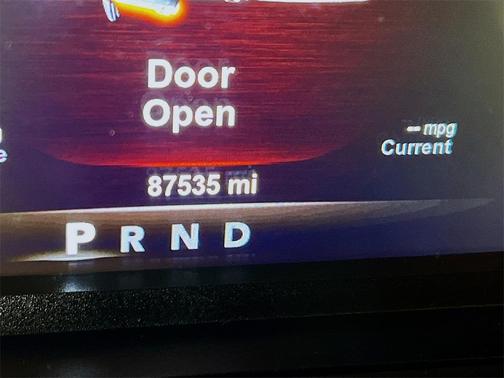 Door
Open
-- mpg
Current
87535 mi
P R N D